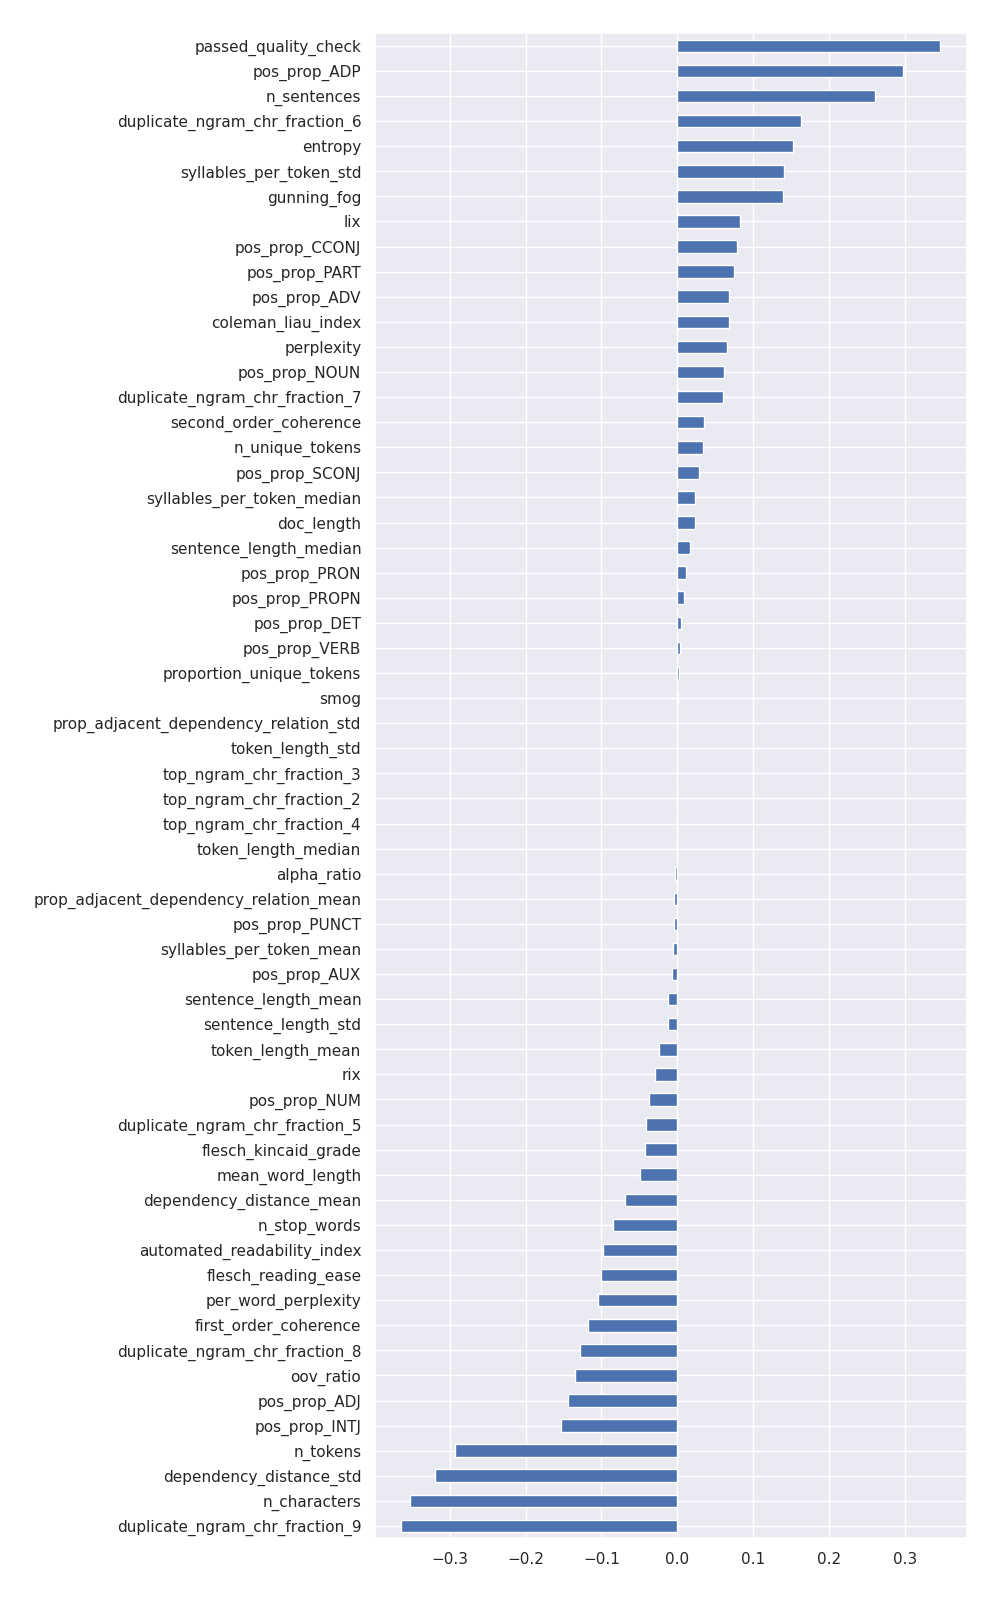 passed_quality_check
pos_prop_ADP
n_sentences
duplicate_ngram_chr_fraction_6
entropy
syllables_per_token_std
gunning_fog
lix
pos_prop_CCONJ
pos_prop_PART
pos_prop_ADV
coleman_liau_index
perplexity
pos_prop_NOUN
duplicate_ngram_chr_fraction_7
second_order_coherence
n_unique_tokens
pos_prop_SCONJ
syllables_per_token_median
doc_length
sentence_length_median
pos_prop_PRON
pos_prop_PROPN
pos_prop_DET
pos_prop_VERB
proportion_unique_tokens
smog
prop_adjacent_dependency_relation_std
token_length_std
top_ngram_chr_fraction_3
top_ngram_chr_fraction_2
top_ngram_chr_fraction_4
token_length_median
alpha_ratio
prop_adjacent_dependency_relation_mean
pos_prop_PUNCT
syllables_per_token_mean
pos_prop_AUX
sentence_length_mean
sentence_length_std
token_length_mean
rix
pos_prop_NUM
duplicate_ngram_chr_fraction_5
flesch_kincaid_grade
mean_word_length
dependency_distance_mean
n_stop_words
automated_readability_index
flesch_reading_ease
per_word_perplexity
first_order_coherence
duplicate_ngram_chr_fraction_8
oov_ratio
pos_prop_ADJ
pos_prop_INTJ
n_tokens
dependency_distance_std
n_characters
duplicate_ngram_chr_fraction_9
−0.3 −0.2 −0.1 0.0 0.1 0.2 0.3